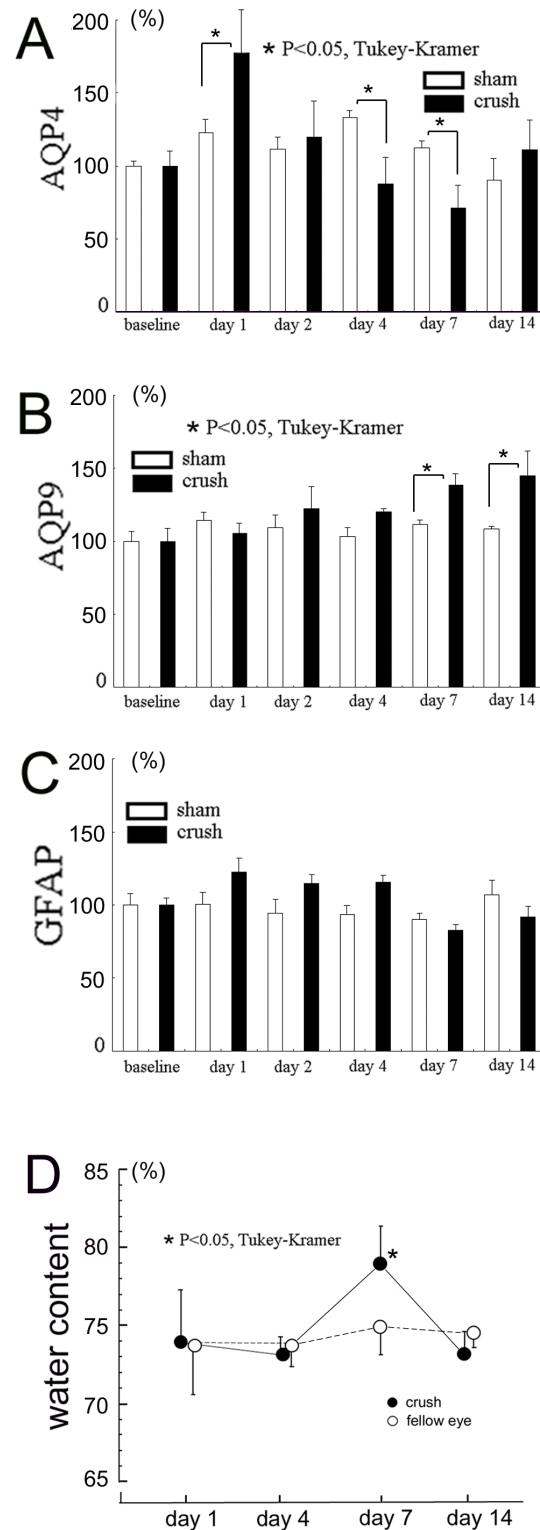 A
(%)
AQP4
200
150
100
50
0
* P<0.05, Tukey-Kramer
sham
crush
*
*
*
baseline day 1 day 2 day 4 day 7 day 14
B
(%)
AQP9
200
150
100
50
0
* P<0.05, Tukey-Kramer
sham
crush
*
*
baseline day 1 day 2 day 4 day 7 day 14
C
(%)
GFAP
200
150
100
50
0
sham
crush
baseline day 1 day 2 day 4 day 7 day 14
D
(%)
water content
85
80
75
70
65
* P<0.05, Tukey-Kramer
*
crush
fellow eye
day 1 day 4 day 7 day 14